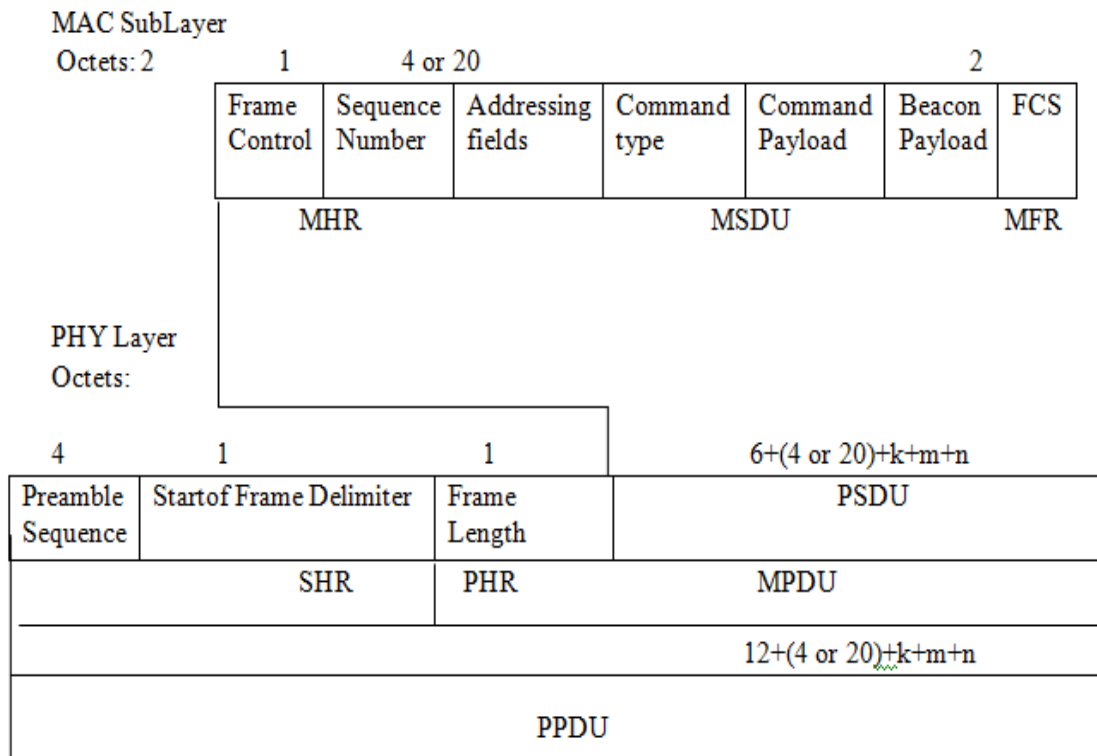 MAC SubLayer
Octets: 2 1 4 or 20 2
Frame Control Sequence Number Addressing fields Command type Command Payload Beacon Payload FCS
MHR MSDU MFR
PHY Layer
Octets:
4 1 1 6+(4 or 20)+k+m+n
Preamble Sequence Startof Frame Delimiter Frame Length PSDU
SHR PHR MPDU
12+(4 or 20)+k+m+n
PPDU